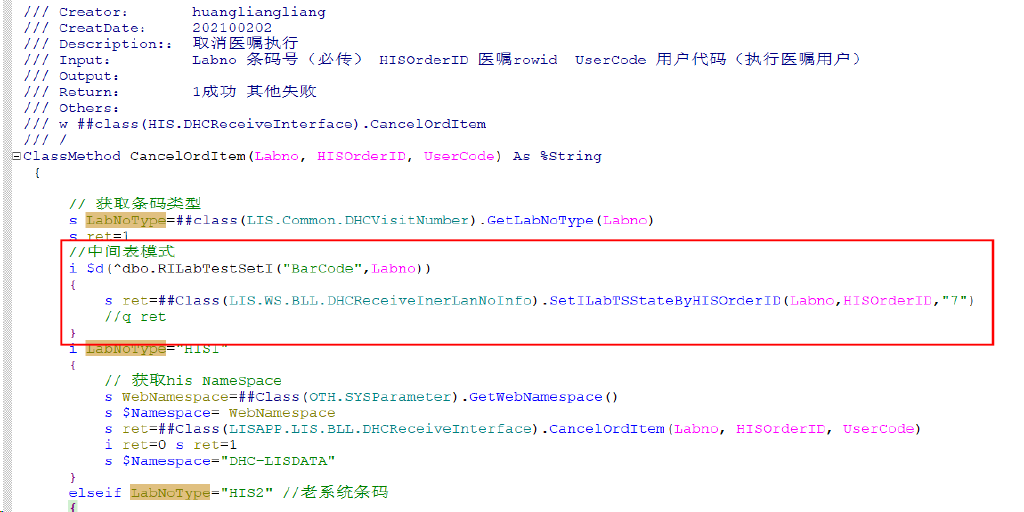 /// Creator:       huangliangliang
/// CreatDate:     202100202
/// Description::  取消医嘱执行
/// Input:         Labno 条码号（必传） HISOrderID 医嘱rowid  UserCode 用户代码（执行医嘱用户）
/// Output:
/// Return:        1成功 其他失败
/// Others:
/// w ##class(HIS.DHCReceiveInterface).CancelOrdItem
/// /
ClassMethod CancelOrdItem(Labno, HISOrderID, UserCode) As %String
{
// 获取条码类型
s LabNoType=##class(LIS.Common.DHCVisitNumber).GetLabNoType(Labno)
s ret=1
//中间表模式
i $d(^dbo.RILabTestSetI("BarCode",Labno))
{
s ret=##Class(LIS.WS.BLL.DHCReceiveInerLanNoInfo).SetILabTSStateByHISOrderID(Labno,HISOrderID,"7")
//q ret
}
i LabNoType="HIS1"
{
// 获取his NameSpace
s WebNamespace=##Class(OTH.SYSParameter).GetWebNamespace()
s $Namespace= WebNamespace
s ret=##Class(LISAPP.LIS.BLL.DHCReceiveInterface).CancelOrdItem(Labno, HISOrderID, UserCode)
i ret=0 s ret=1
s $Namespace="DHC-LISDATA"
}
elseif LabNoType="HIS2" //老系统条码
{